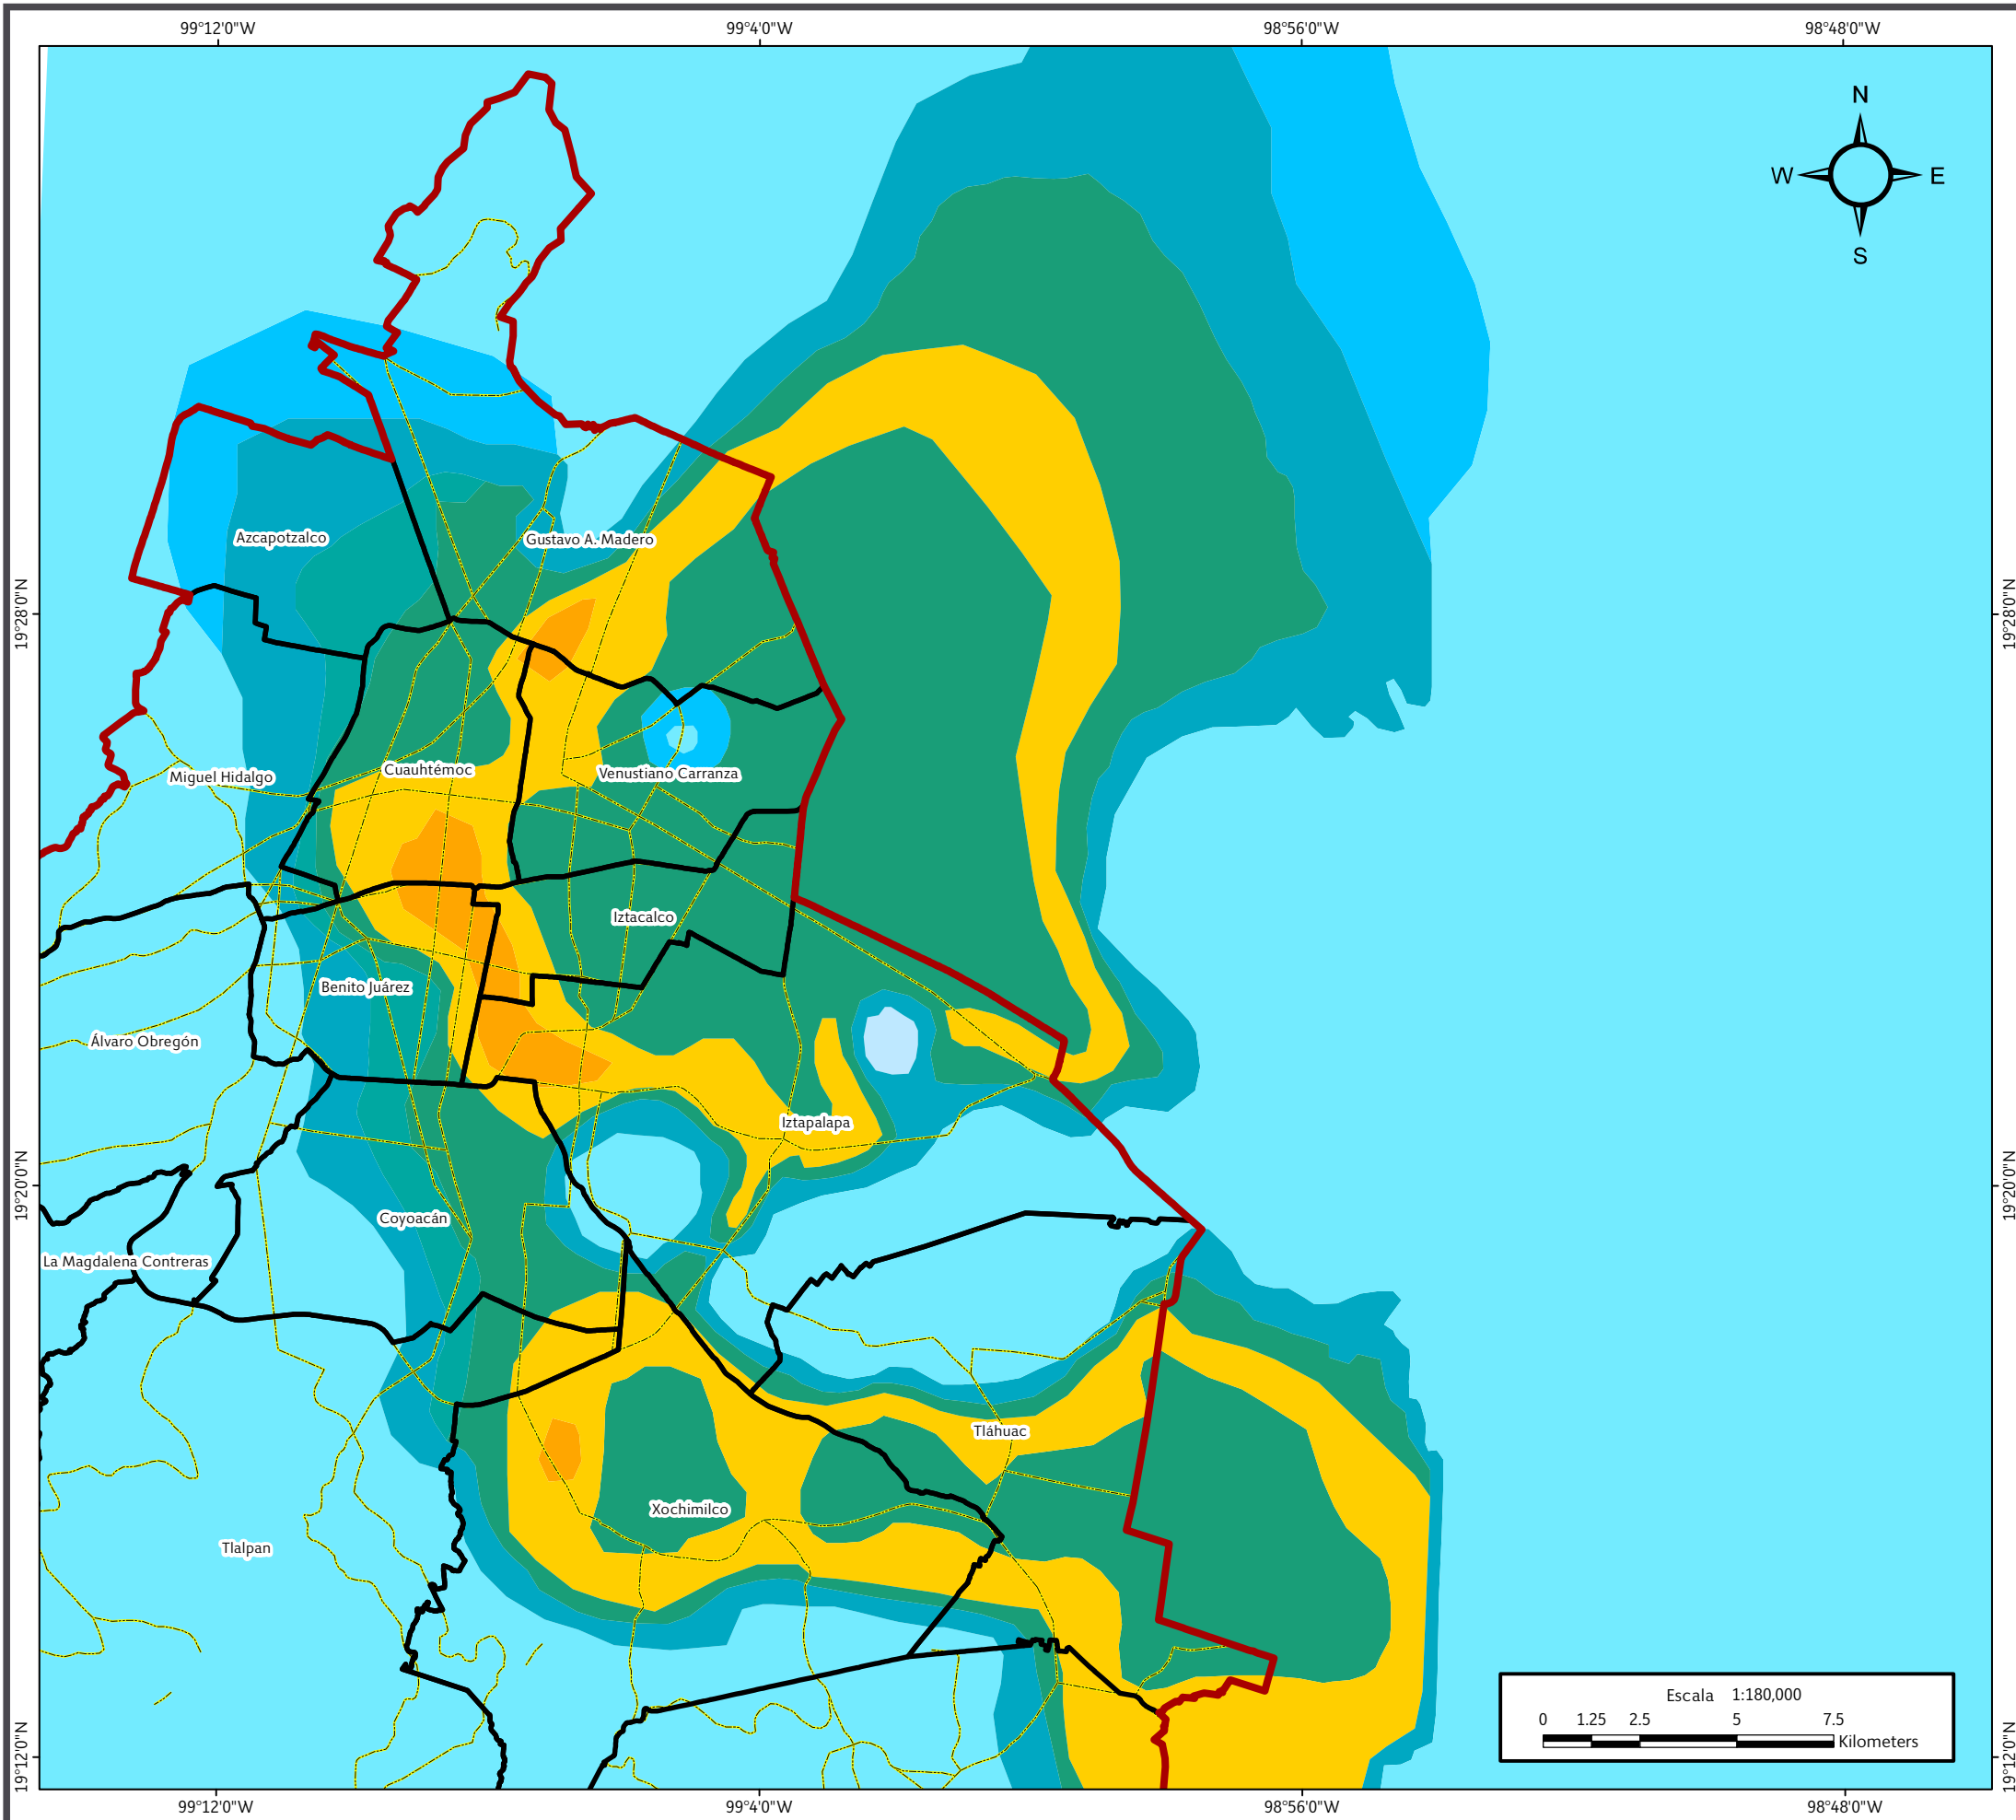 99°12'0"W
99°4'0"W
98°56'0"W
98°48'0"W
N
W E
S
Azcapotzalco
Gustavo A. Madero
19°28'0"N
19°28'0"N
Miguel Hidalgo
Cuauhtémoc
Venustiano Carranza
Iztacalco
Benito Juárez
Álvaro Obregón
Iztapalapa
19°20'0"N
19°20'0"N
Coyoacán
La Magdalena Contreras
Tláhuac
Xochimilco
Tlalpan
Escala 1:180,000
0 1.25 2.5 5 7.5
Kilometers
19°12'0"N
19°12'0"N
99°12'0"W
99°4'0"W
98°56'0"W
98°48'0"W